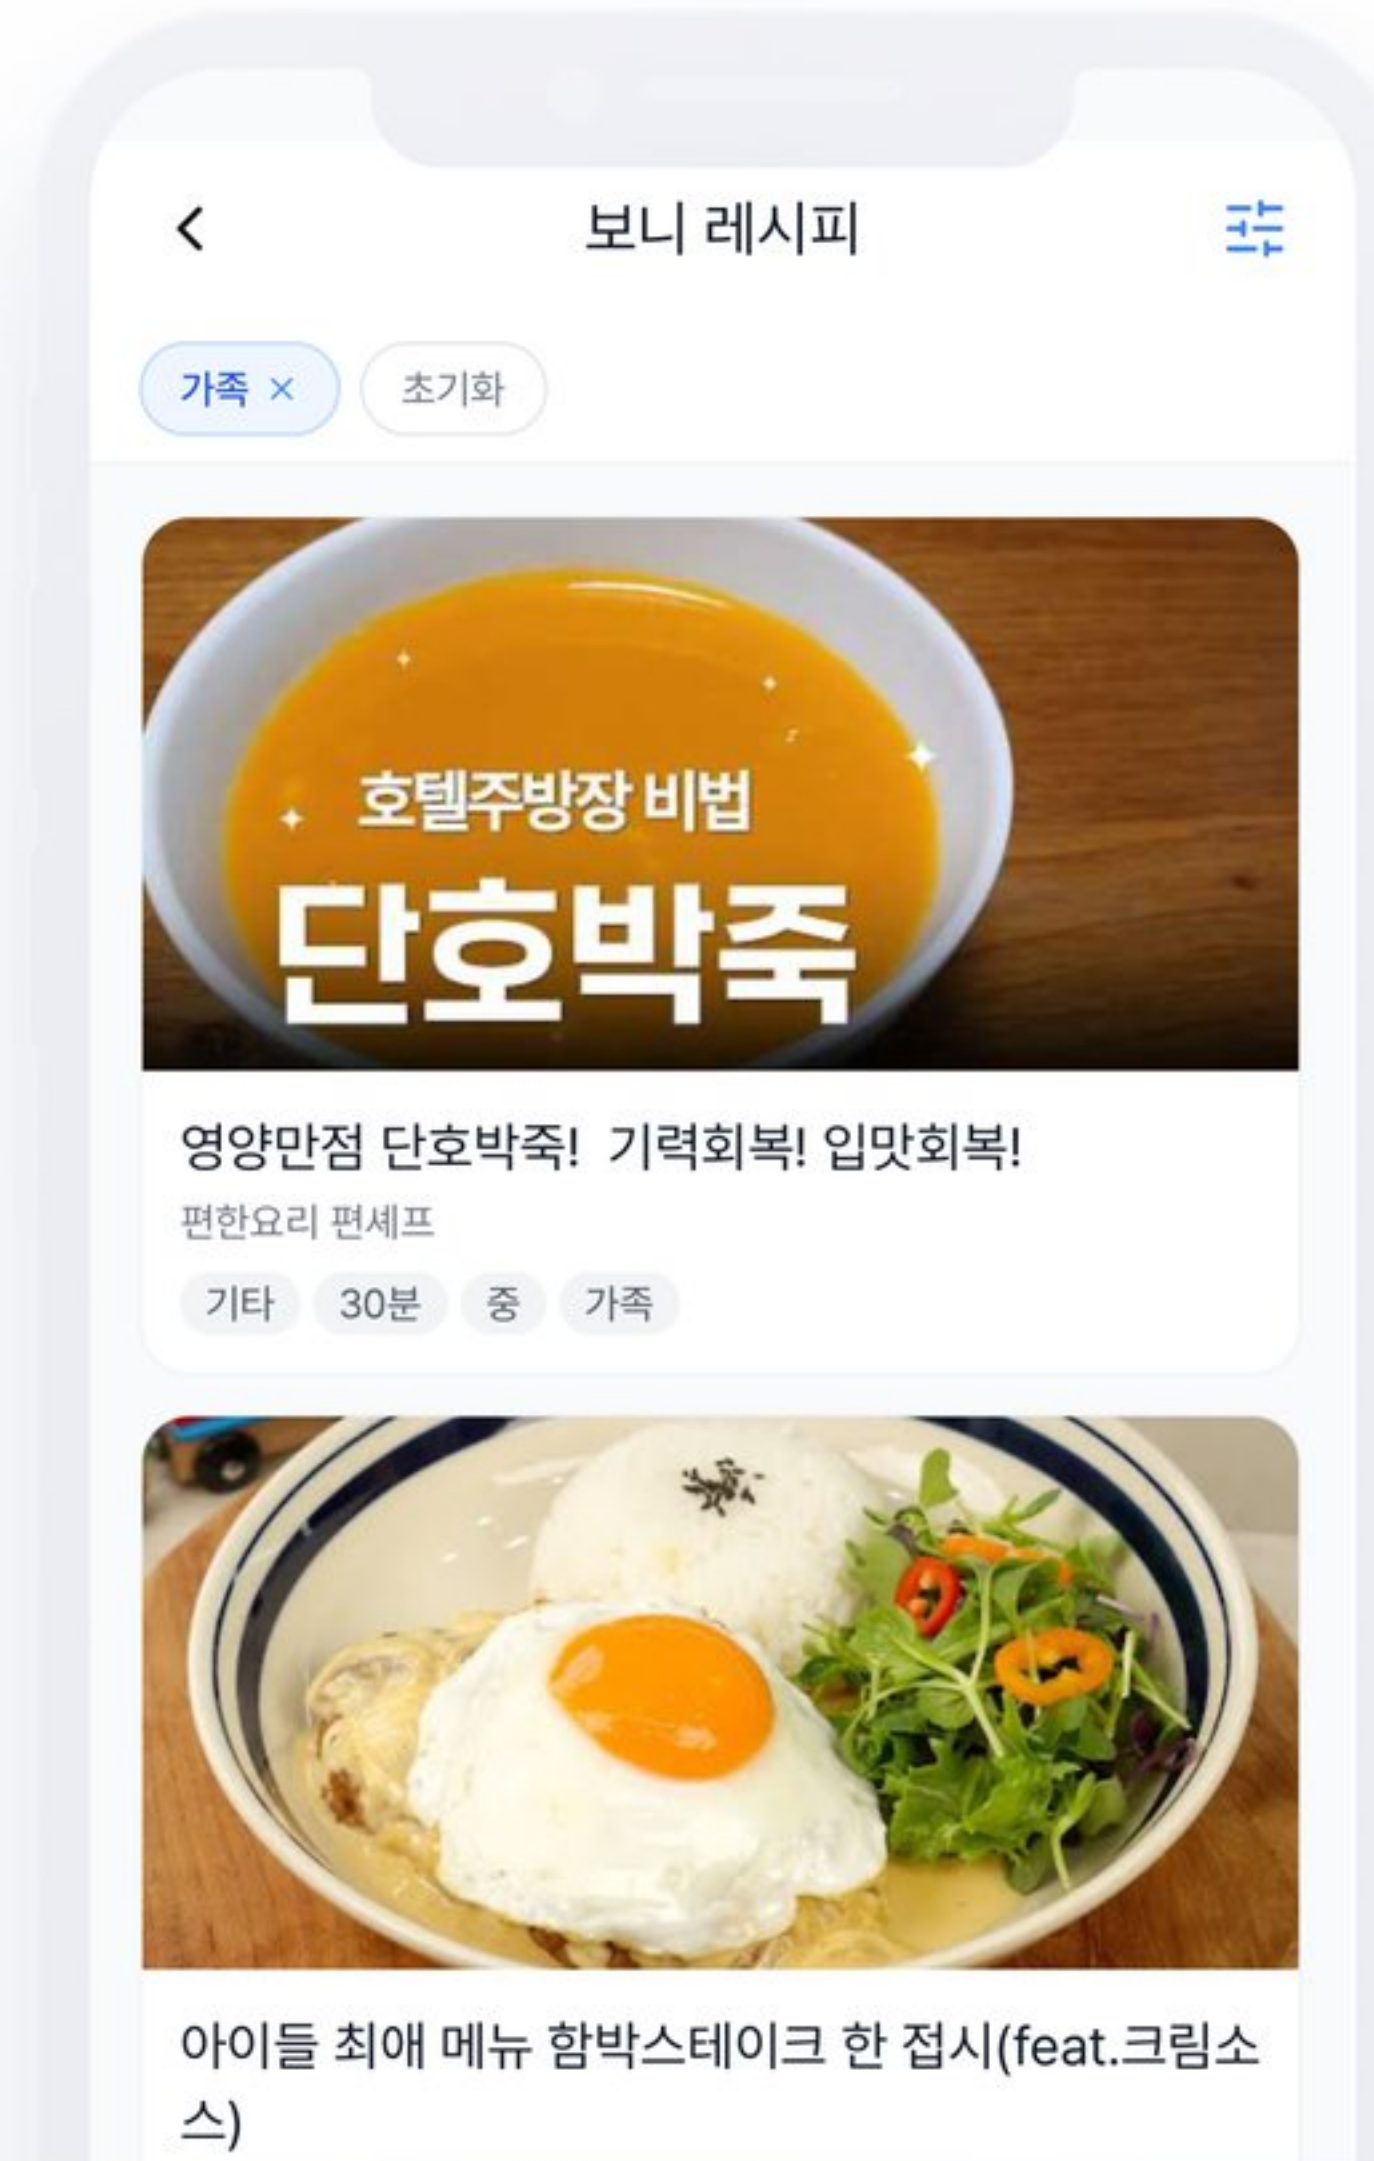 보니 레시피
가족 ×
초기화
호텔주방장 비법
단호박죽
영양만점 단호박죽! 기력회복! 입맛회복!
편한요리 편셰프
기타
30분
중
가족
아이들 최애 메뉴 함박스테이크 한 접시(feat.크림소
스)